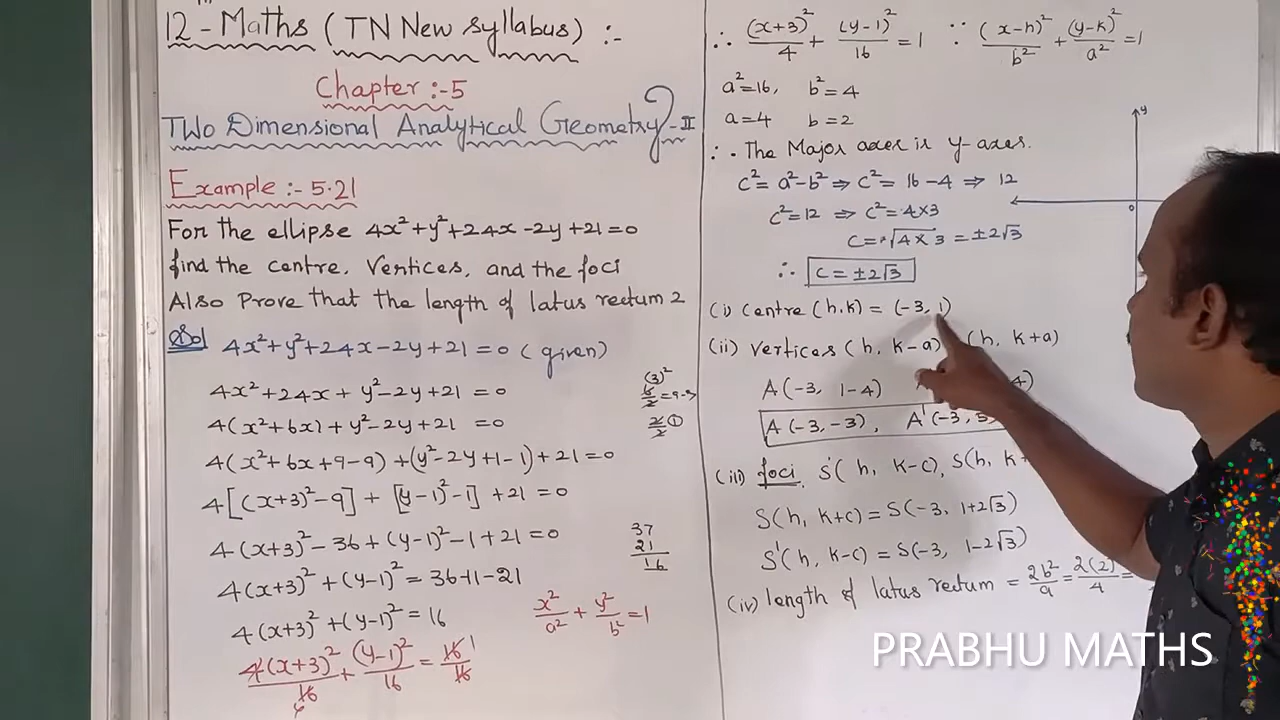 12th - Maths (TN New syllabus) :-
Chapter :-5
Two Dimensional Analytical Geometry - II
Example :- 5.21
For the ellipse 4x²+y²+24x-2y+21=0
find the centre, Vertices, and the foci
Also Prove that the length of latus rectum 2
Sol 4x²+y²+24x-2y+21=0 (given)
4x²+24x+y²-2y+21 =0
4(x²+6x)+y²-2y+21 =0
4(x²+6x+9-9)+(y²-2y+1-1)+21=0
4[(x+3)²-9]+[y-1)²-1]+21=0
4(x+3)²-36+(y-1)²-1+21=0
37
21
16
4(x+3)²+(y-1)²=36+1-21
4(x+3)²+(y-1)²=16
x²/a²+y²/b²=1
4(x+3)²/16+(y-1)²/16=16/16 1
∴ (x+3)²/4+(y-1)²/16=1 ∵ (x-h)²/b²+(y-k)²/a²=1
a²=16, b²=4
a=4 b=2
∴ The Major axes is y-axes.
c²=a²-b² ⇒ c²=16-4 ⇒ 12
c²=12 ⇒ c²=4×3
c=√4×3=±2√3
∴ c=±2√3
(i) Centre (h,k)=(-3,1)
(ii) Vertices (h, k-a) (h, k+a)
A(-3, 1-4) 4)
A(-3,-3), A'(-3,5)
(iii) foci, S'(h, k-c), S(h, k+
S(h, k+c)=S(-3, 1+2√3)
S'(h, k-c)=S(-3, 1-2√3)
(iv) length of latus rectum = 2b²/a=2(2)/4=
y
0
PRABHU MATHS